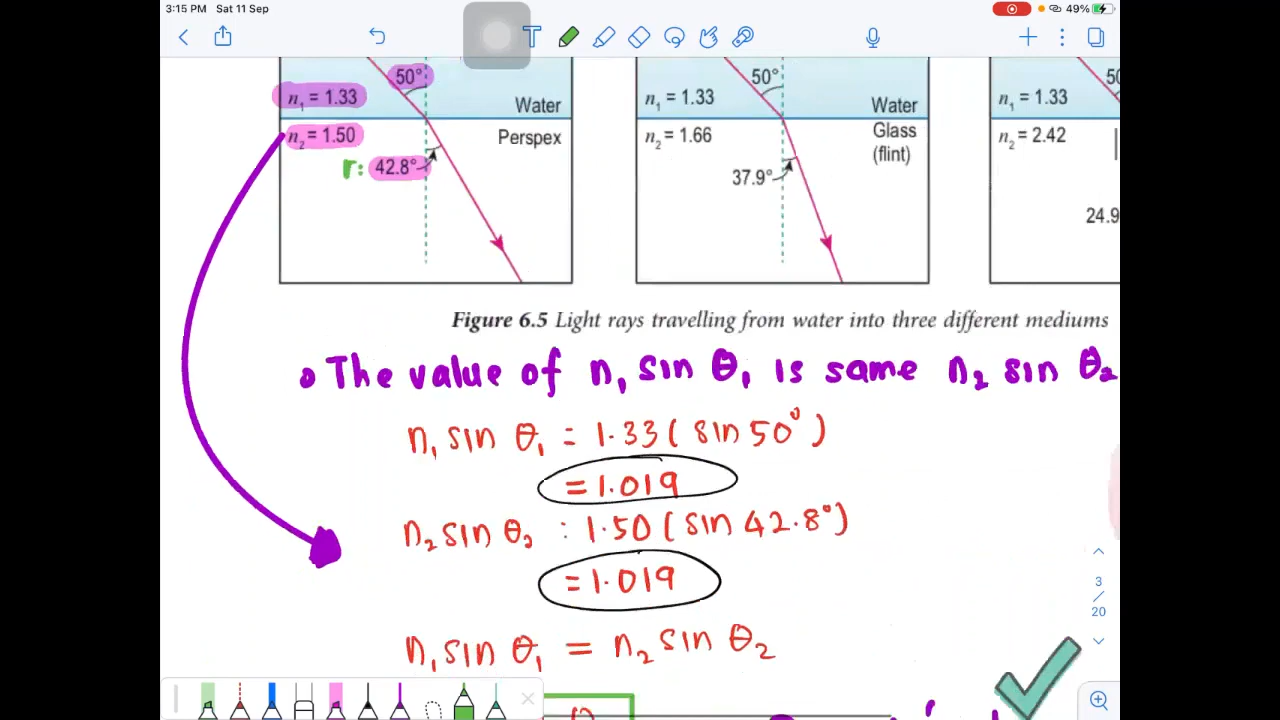 3:15 PM Sat 11 Sep
49%
T
50°
n₁ = 1.33
Water
n₂ = 1.50
Perspex
r: 42.8°
50°
n₁ = 1.33
Water
n₂ = 1.66
Glass
(flint)
37.9°
50
n₁ = 1.33
n₂ = 2.42
24.9
Figure 6.5 Light rays travelling from water into three different mediums
The value of n₁ sin θ₁ is same n₂ sin θ₂
n₁ sin θ₁ = 1.33 ( sin 50° )
= 1.019
n₂ sin θ₂ : 1.50 ( sin 42.8° )
= 1.019
n₁ sin θ₁ = n₂ sin θ₂
3
/
20